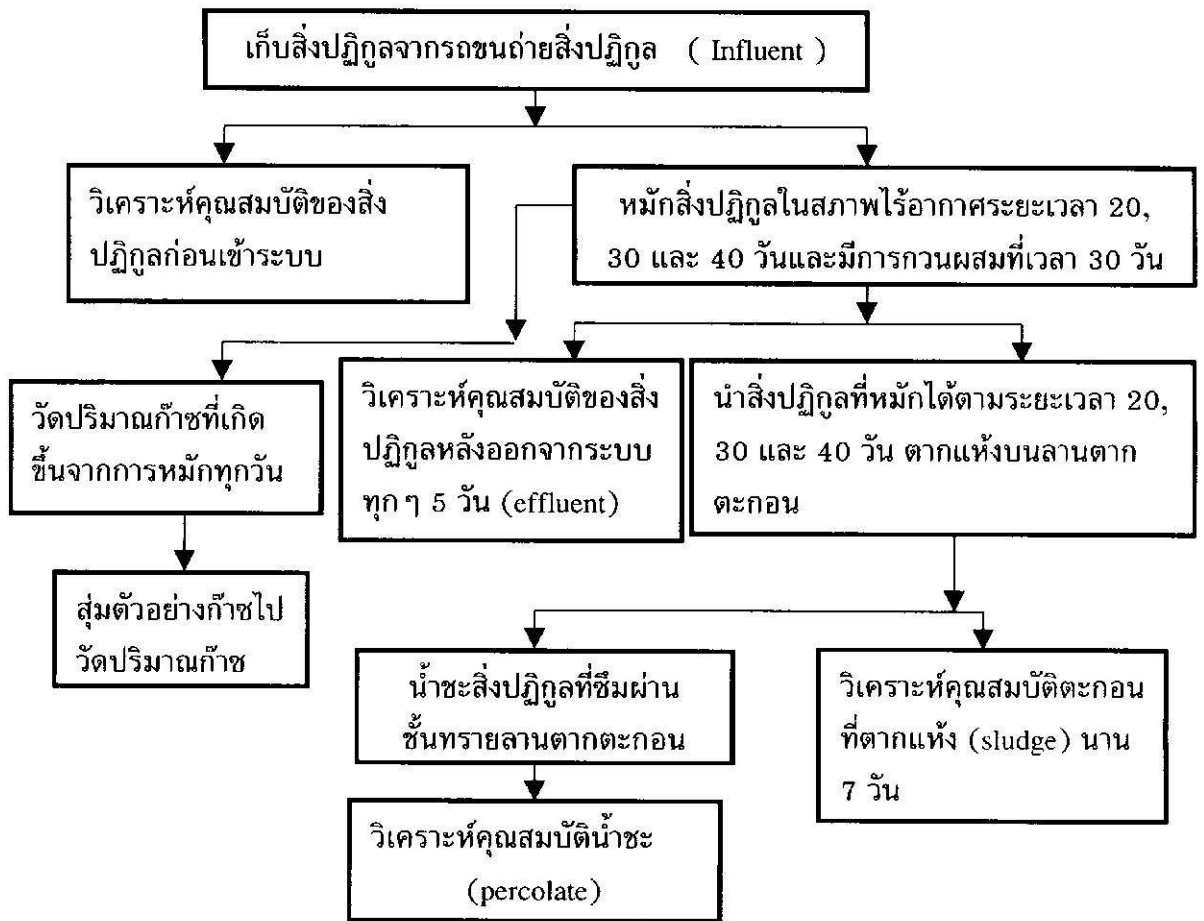 เก็บสิ่งปฏิกูลจากรถขนถ่ายสิ่งปฏิกูล ( Influent )
วิเคราะห์คุณสมบัติของสิ่ง
ปฏิกูลก่อนเข้าระบบ
หมักสิ่งปฏิกูลในสภาพไร้อากาศระยะเวลา 20,
30 และ 40 วันและมีการกวนผสมที่เวลา 30 วัน
วัดปริมาณก๊าซที่เกิด
ขึ้นจากการหมักทุกวัน
วิเคราะห์คุณสมบัติของสิ่ง
ปฏิกูลหลังออกจากระบบ
ทุกๆ 5 วัน (effluent)
นำสิ่งปฏิกูลที่หมักได้ตามระยะเวลา 20,
30 และ 40 วัน ตากแห้งบนลานตาก
ตะกอน
สุ่มตัวอย่างก๊าซไป
วัดปริมาณก๊าซ
น้ำชะสิ่งปฏิกูลที่ซึมผ่าน
ชั้นทรายลานตากตะกอน
วิเคราะห์คุณสมบัติตะกอน
ที่ตากแห้ง (sludge) นาน
7 วัน
วิเคราะห์คุณสมบัติน้ำชะ
(percolate)